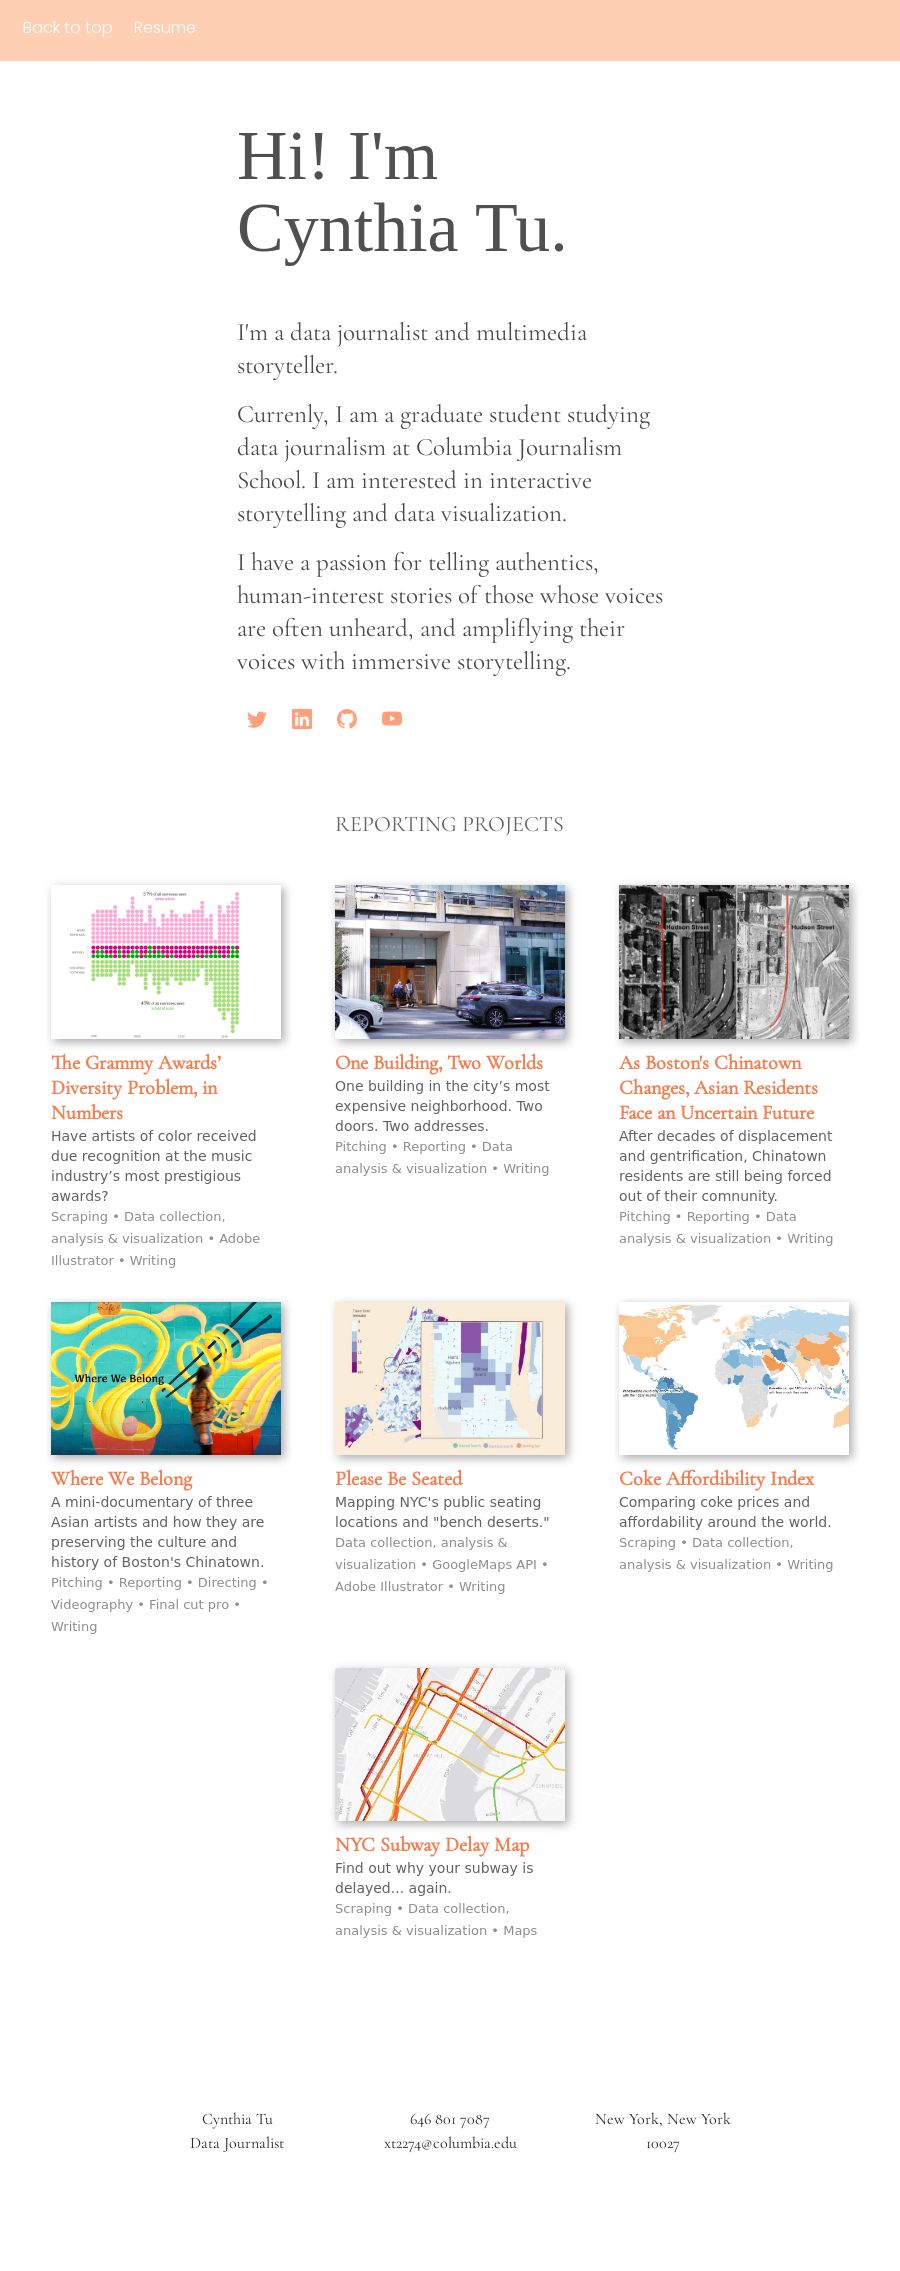 Back to top Resume
Hi! I'm
Cynthia Tu.
I'm a data journalist and multimedia
storyteller.
Currenly, I am a graduate student studying
data journalism at Columbia Journalism
School. I am interested in interactive
storytelling and data visualization.
I have a passion for telling authentics,
human-interest stories of those whose voices
are often unheard, and ampliflying their
voices with immersive storytelling.
REPORTING PROJECTS
Hudson Street
Hudson Street
The Grammy Awards’
Diversity Problem, in
Numbers
Have artists of color received
due recognition at the music
industry’s most prestigious
awards?
Scraping • Data collection,
analysis & visualization • Adobe
Illustrator • Writing
One Building, Two Worlds
One building in the city’s most
expensive neighborhood. Two
doors. Two addresses.
Pitching • Reporting • Data
analysis & visualization • Writing
As Boston's Chinatown
Changes, Asian Residents
Face an Uncertain Future
After decades of displacement
and gentrification, Chinatown
residents are still being forced
out of their comnunity.
Pitching • Reporting • Data
analysis & visualization • Writing
Where We Belong
Where We Belong
A mini-documentary of three
Asian artists and how they are
preserving the culture and
history of Boston's Chinatown.
Pitching • Reporting • Directing •
Videography • Final cut pro •
Writing
Please Be Seated
Mapping NYC's public seating
locations and "bench deserts."
Data collection, analysis &
visualization • GoogleMaps API •
Adobe Illustrator • Writing
Coke Affordibility Index
Comparing coke prices and
affordability around the world.
Scraping • Data collection,
analysis & visualization • Writing
NYC Subway Delay Map
Find out why your subway is
delayed... again.
Scraping • Data collection,
analysis & visualization • Maps
Cynthia Tu
Data Journalist
646 801 7087
xt2274@columbia.edu
New York, New York
10027